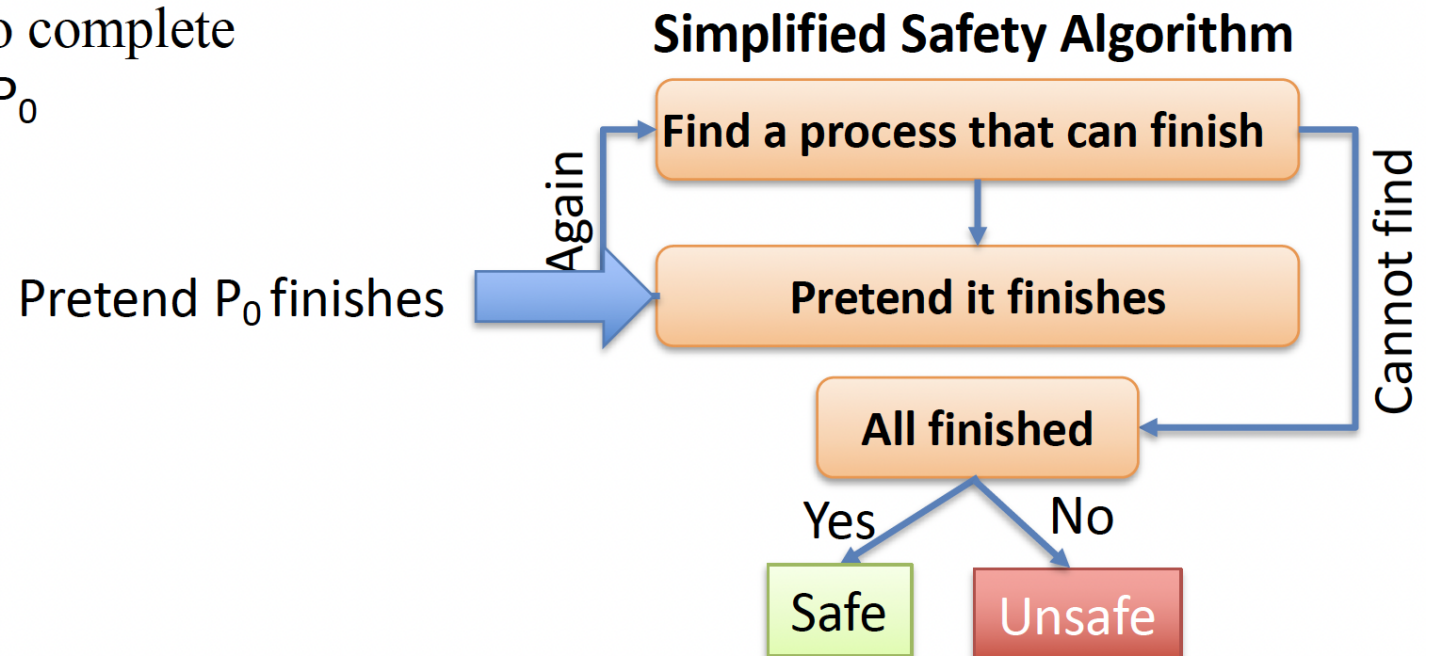 o complete
P₀
Simplified Safety Algorithm
Find a process that can finish
Again
Cannot find
Pretend P₀ finishes
Pretend it finishes
All finished
Yes
No
Safe
Unsafe